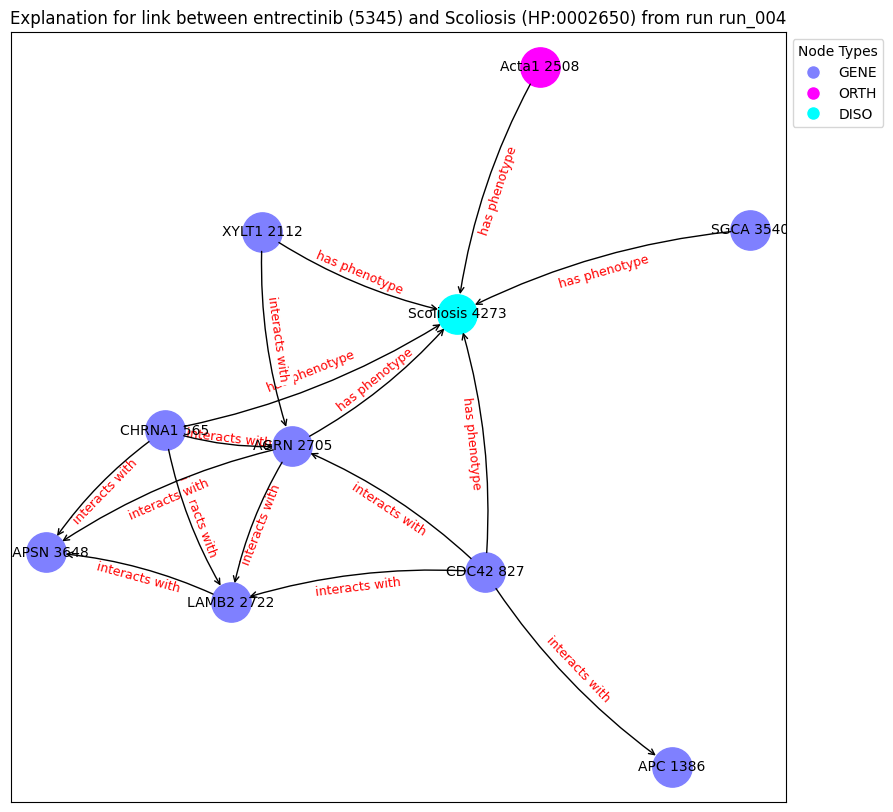 Explanation for link between entrectinib (5345) and Scoliosis (HP:0002650) from run run_004
Node Types
GENE
ORTH
DISO
Acta1 2508
has phenotype
XYLT1 2112
SGCA 3540
has phenotype
has phenotype
Scoliosis 4273
interacts with
phenotype
has phenotype
has phenotype
CHRNA1 565
interacts with
AGRN 2705
interacts with
interacts with
racts with
interacts with
interacts with
APSN 3648
interacts with
CDC42 827
interacts with
LAMB2 2722
interacts with
APC 1386